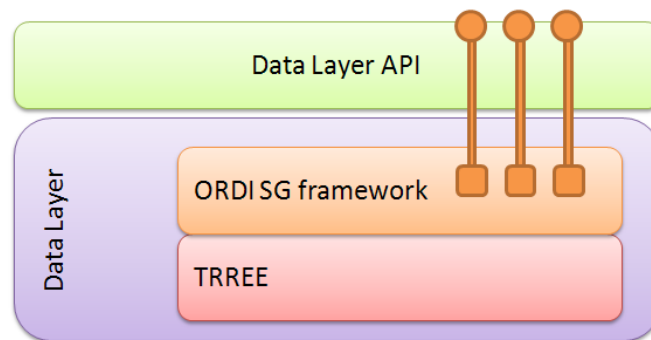 Data Layer API
Data Layer
ORDI SG framework
TRREE